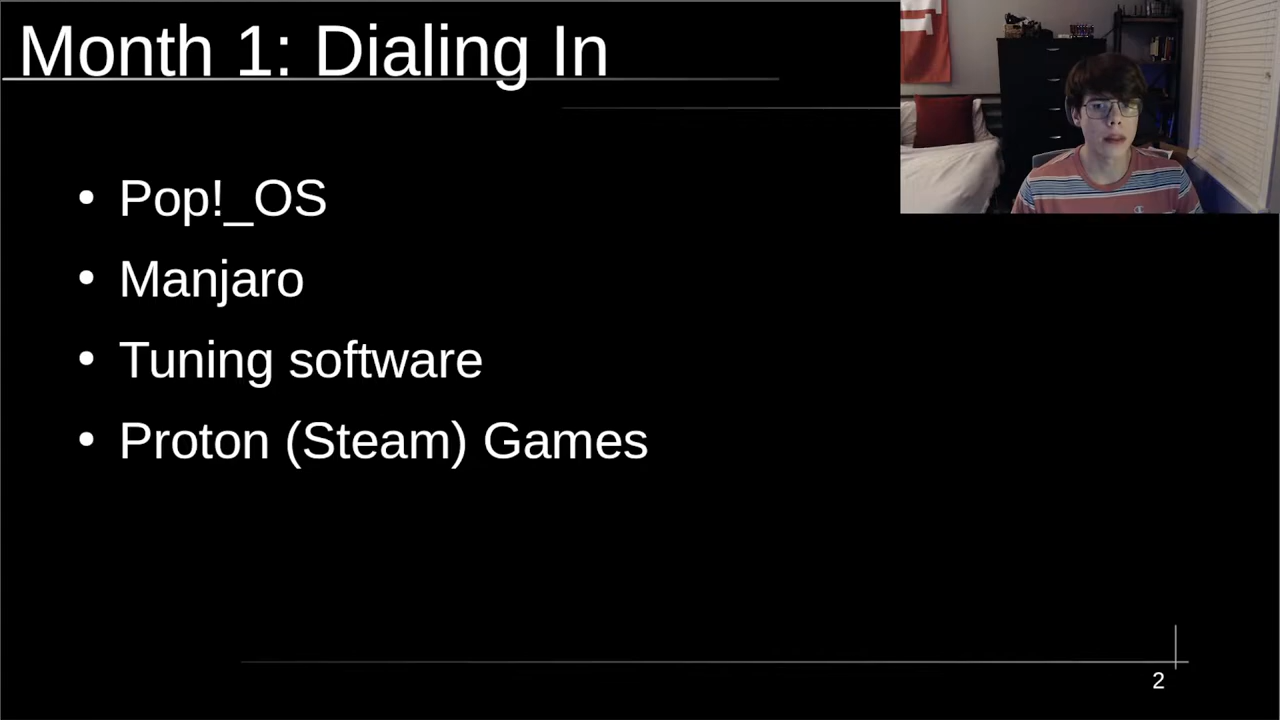 Month 1: Dialing In
• Pop!_OS
• Manjaro
• Tuning software
• Proton (Steam) Games
2